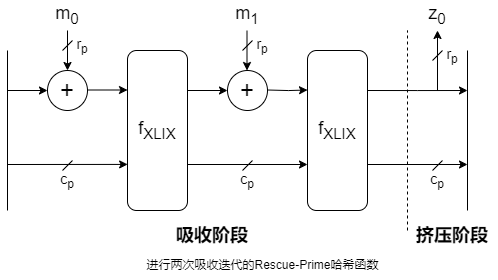 m0 m1 z0
rp rp rp
+ +
fXLIX fXLIX
cp cp cp
吸收阶段 挤压阶段
进行两次吸收迭代的Rescue-Prime哈希函数